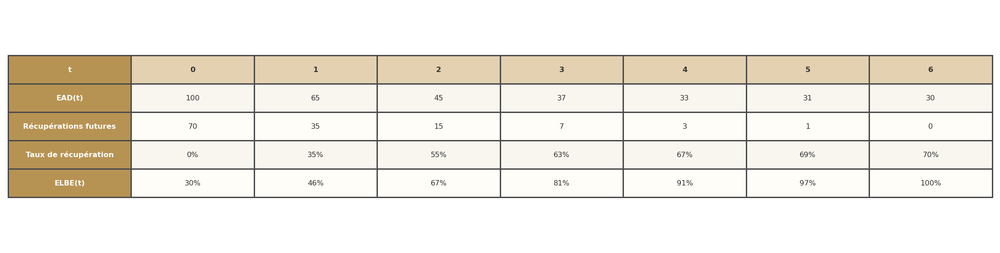 t 0 1 2 3 4 5 6
EAD(t) 100 65 45 37 33 31 30
Récupérations futures 70 35 15 7 3 1 0
Taux de récupération 0% 35% 55% 63% 67% 69% 70%
ELBE(t) 30% 46% 67% 81% 91% 97% 100%